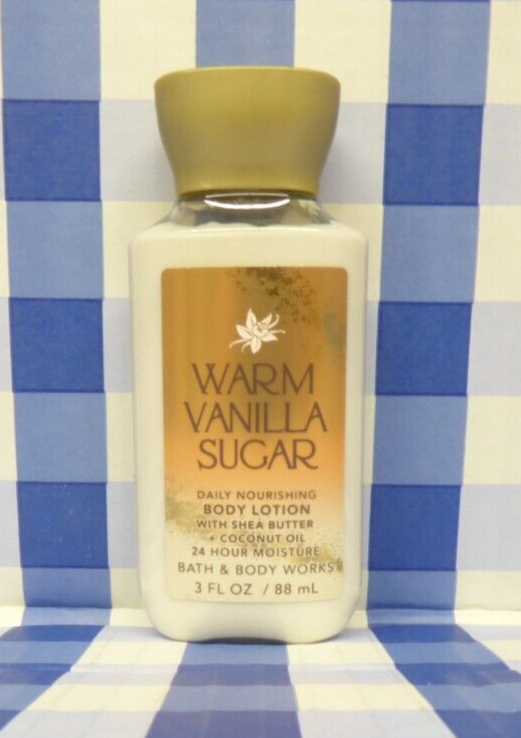 WARM
VANILLA
SUGAR
DAILY NOURISHING
BODY LOTION
WITH SHEA BUTTER
+ COCONUT OIL
24 HOUR MOISTURE
BATH & BODY WORKS®
3 FL OZ / 88 mL